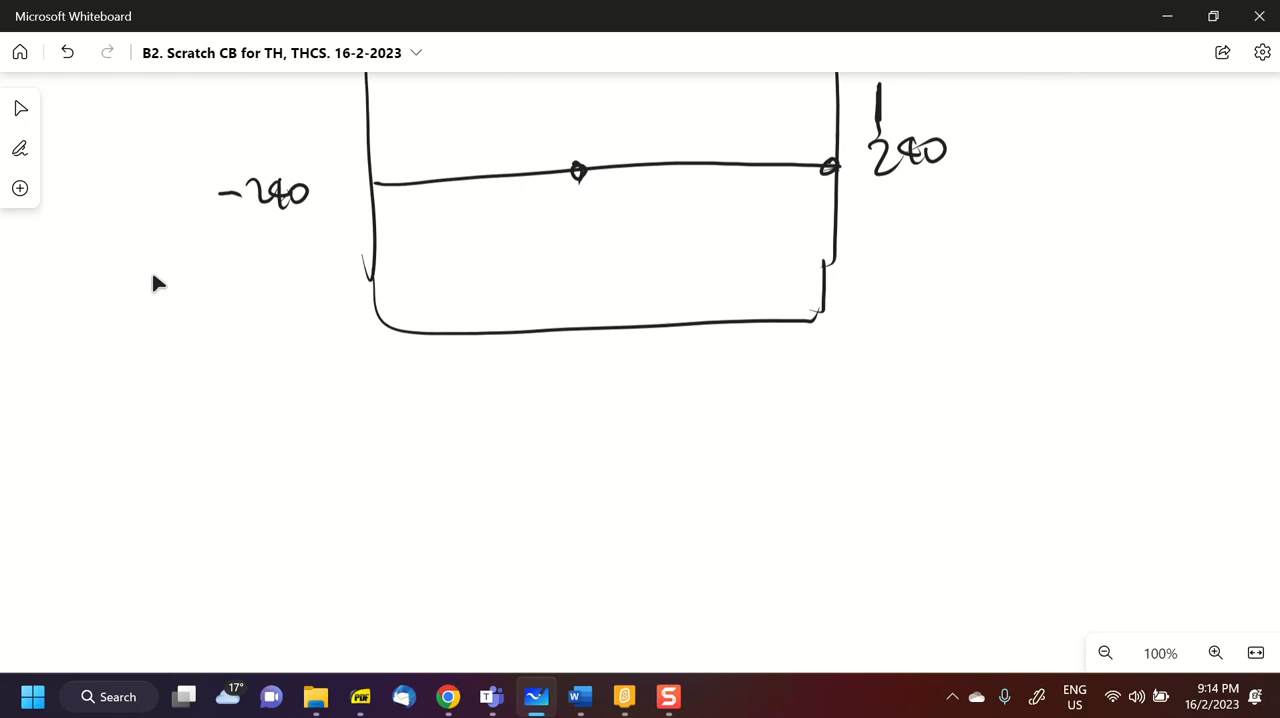 Microsoft Whiteboard
B2. Scratch CB for TH, THCS. 16-2-2023
240
-240
100%
Search
17°
PDF
ENG
US
9:14 PM
16/2/2023